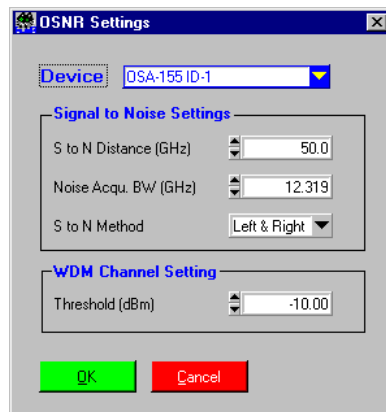 OSNR Settings
Device OSA-155 ID-1
Signal to Noise Settings
S to N Distance (GHz) 50.0
Noise Acqu. BW (GHz) 12.319
S to N Method Left & Right
WDM Channel Setting
Threshold (dBm) -10.00
OK Cancel